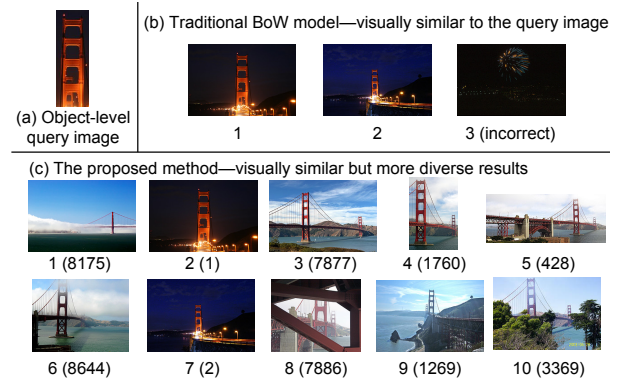 (b) Traditional BoW model—visually similar to the query image
(a) Object-level
query image
1
2
3 (incorrect)
(c) The proposed method—visually similar but more diverse results
1 (8175)
2 (1)
3 (7877)
4 (1760)
5 (428)
6 (8644)
7 (2)
8 (7886)
9 (1269)
10 (3369)